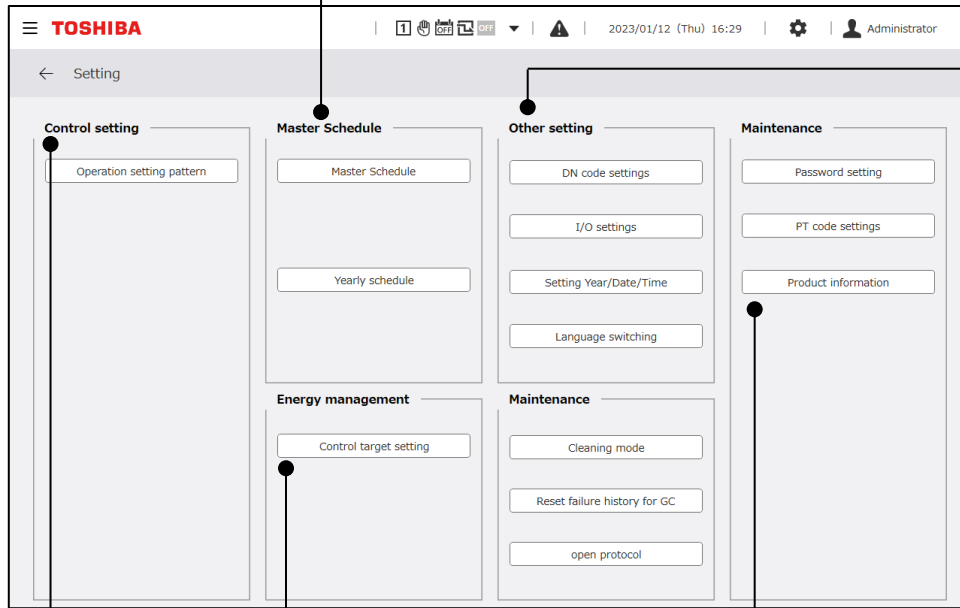 TOSHIBA
1 OFF OFF
2023/01/12 (Thu) 16:29
Administrator
Setting
Control setting
Operation setting pattern
Master Schedule
Master Schedule
Yearly schedule
Energy management
Control target setting
Other setting
DN code settings
I/O settings
Setting Year/Date/Time
Language switching
Maintenance
Cleaning mode
Reset failure history for GC
open protocol
Maintenance
Password setting
PT code settings
Product information